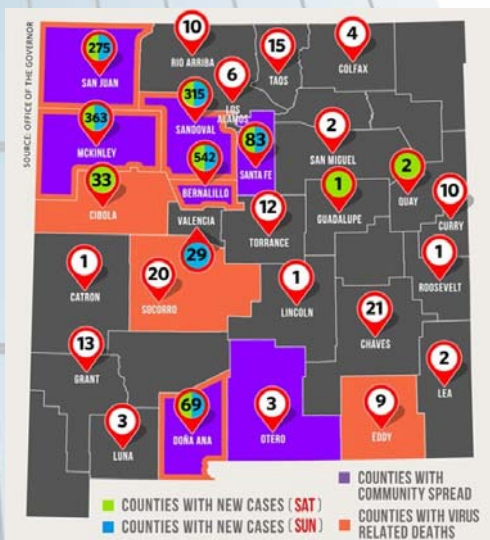 SOURCE: OFFICE OF THE GOVERNOR
275
SAN JUAN
10
RIO ARRIBA
15
TAOS
4
COLFAX
6
LOS
ALAMOS
315
SANDOVAL
363
MCKINLEY
83
SANTA FE
2
SAN MIGUEL
542
BERNALILLO
33
CIBOLA
1
GUADALUPE
2
QUAY
10
CURRY
VALENCIA
29
12
TORRANCE
1
CATRON
20
SOCORRO
1
LINCOLN
1
ROOSEVELT
21
CHAVES
13
GRANT
2
LEA
3
LUNA
69
DOÑA ANA
3
OTERO
9
EDDY
COUNTIES WITH NEW CASES (SAT)
COUNTIES WITH NEW CASES (SUN)
COUNTIES WITH
COMMUNITY SPREAD
COUNTIES WITH VIRUS
RELATED DEATHS